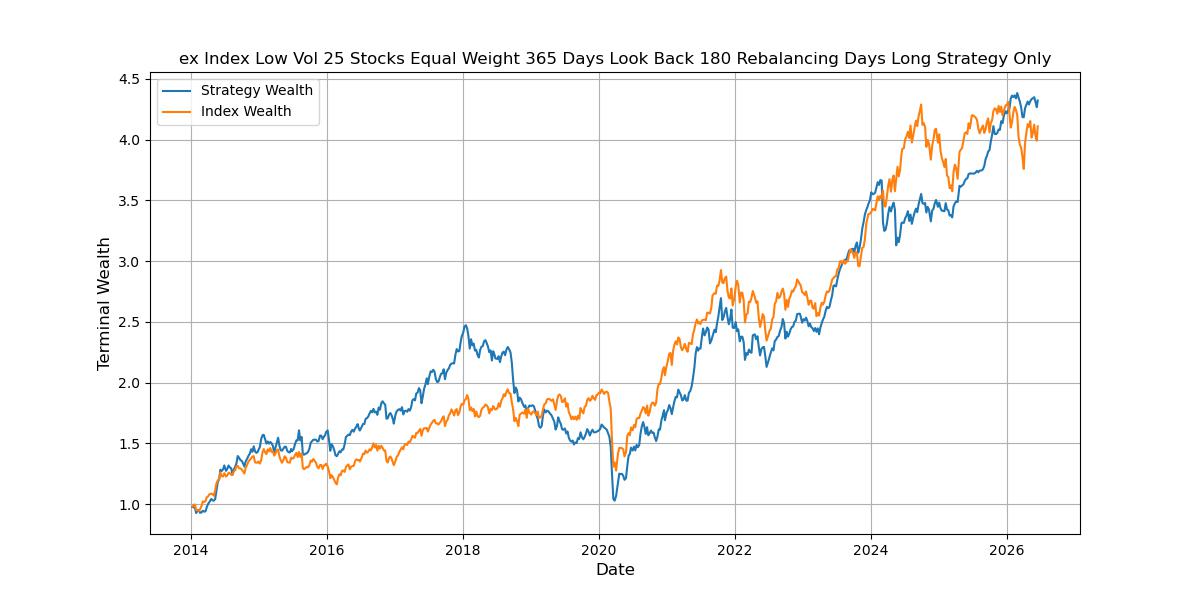 ex Index Low Vol 25 Stocks Equal Weight 365 Days Look Back 180 Rebalancing Days Long Strategy Only
Strategy Wealth
Index Wealth
4.5
4.0
3.5
3.0
2.5
2.0
1.5
1.0
Terminal Wealth
2014 2016 2018 2020 2022 2024 2026
Date